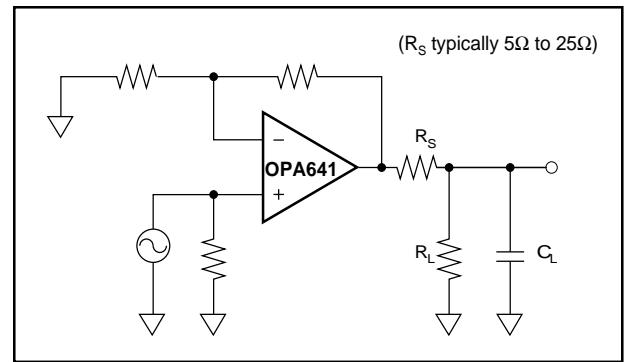 (R_S typically 5Ω to 25Ω)
R_S
–
OPA641
+
R_L
C_L